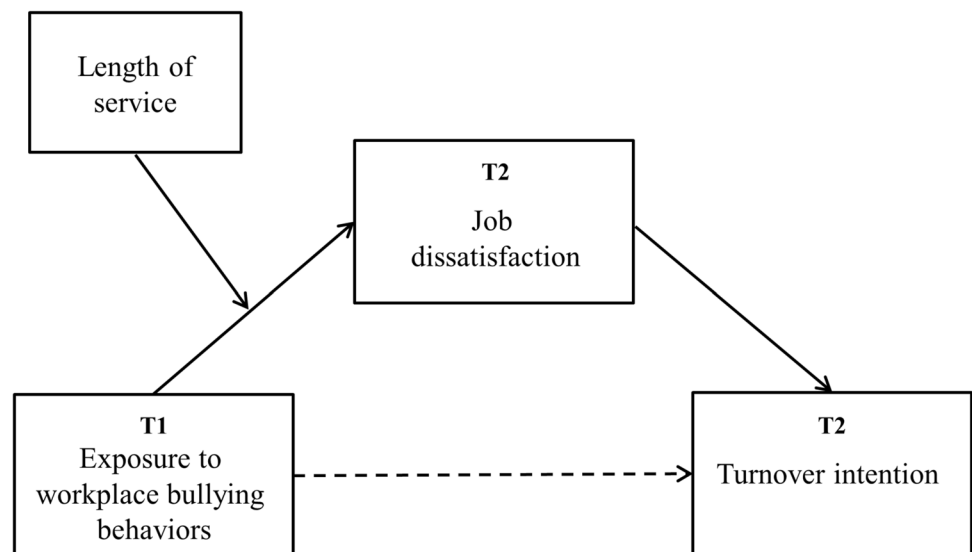 Length of
service
T2
Job
dissatisfaction
T1
Exposure to
workplace bullying
behaviors
T2
Turnover intention